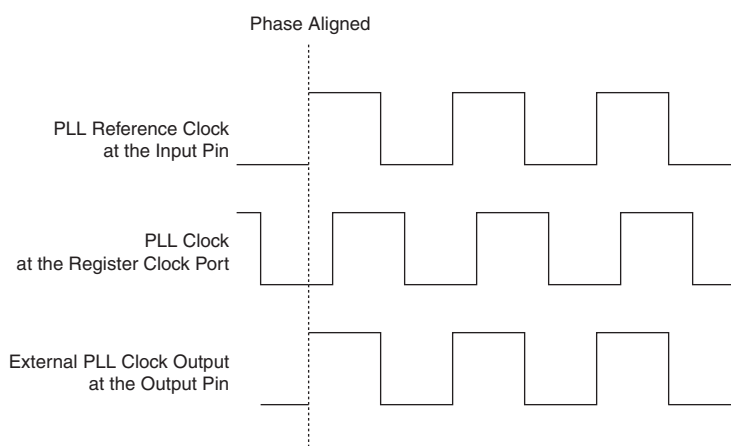 Phase Aligned
PLL Reference Clock
at the Input Pin
PLL Clock
at the Register Clock Port
External PLL Clock Output
at the Output Pin